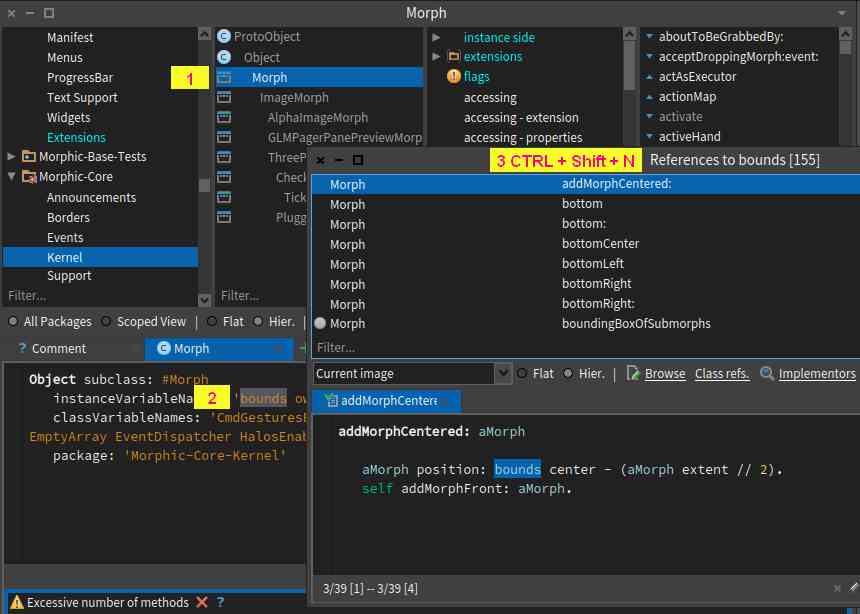 Morph
Manifest
Menus
ProgressBar
Text Support
Widgets
Extensions
Morphic-Base-Tests
Morphic-Core
Announcements
Borders
Events
Kernel
Support
Filter...
1
ProtoObject
Object
Morph
ImageMorph
AlphaImageMorph
GLMPagerPanePreviewMorp
ThreeP
Check
Tick
Plugg
Filter...
instance side
extensions
flags
accessing
accessing - extension
accessing - properties
aboutToBeGrabbedBy:
acceptDroppingMorph:event:
actAsExecutor
actionMap
activate
activeHand
All Packages Scoped View | Flat Hier. |
? Comment
Morph
Object subclass: #Morph
instanceVariableNa 2 'bounds ow
classVariableNames: 'CmdGesturesE
EmptyArray EventDispatcher HalosEnab
package: 'Morphic-Core-Kernel'
Excessive number of methods ?
3 CTRL + Shift + N References to bounds [155]
Morph addMorphCentered:
Morph bottom
Morph bottom:
Morph bottomCenter
Morph bottomLeft
Morph bottomRight
Morph bottomRight:
Morph boundingBoxOfSubmorphs
Filter...
Current image Flat Hier. | Browse Class refs. Implementors
addMorphCentere
addMorphCentered: aMorph
aMorph position: bounds center - (aMorph extent // 2).
self addMorphFront: aMorph.
3/39 [1] -- 3/39 [4]